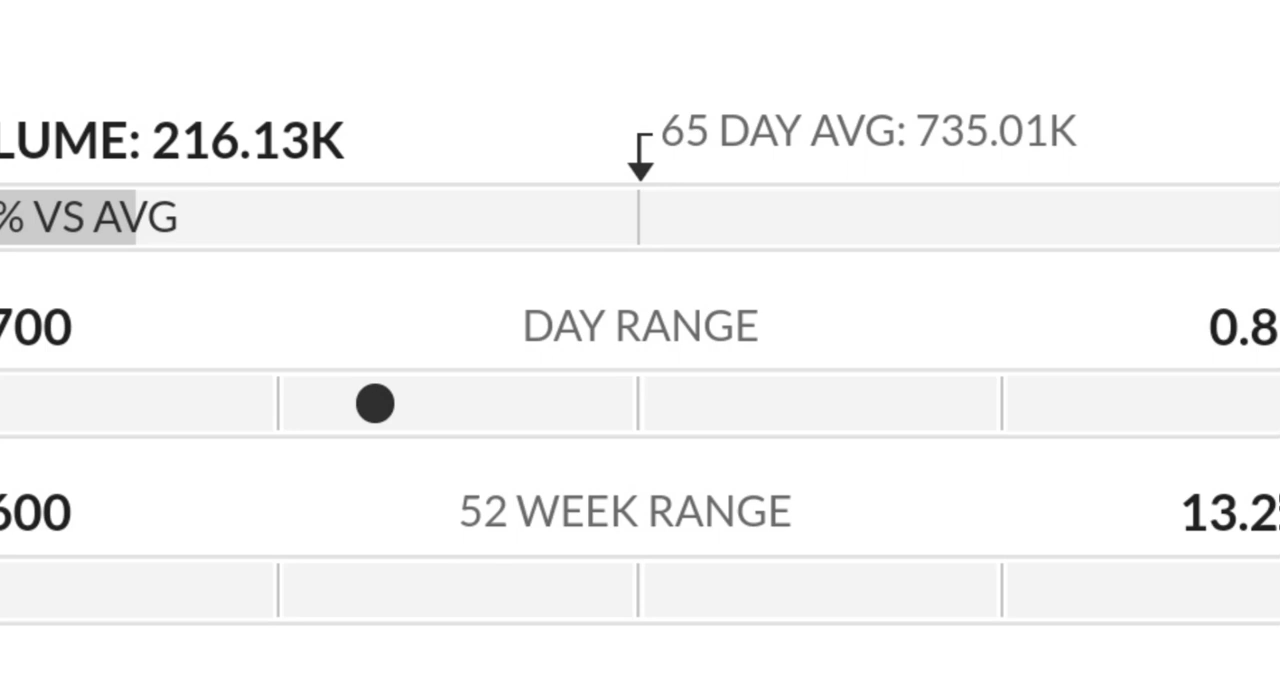 65 DAY AVG: 735.01K
LUME: 216.13K
% VS AVG
700 DAY RANGE 0.8
600 52 WEEK RANGE 13.2